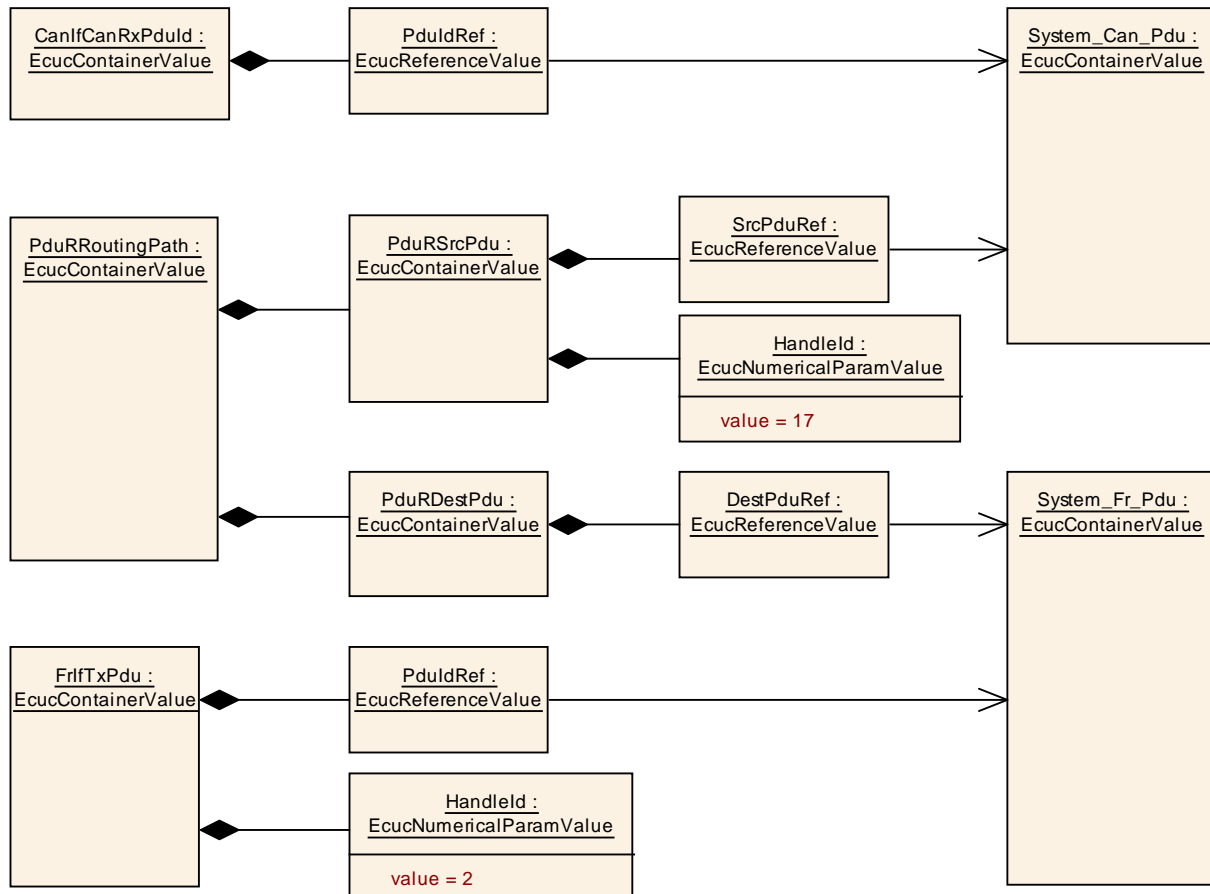 CanIfCanRxPduId :
EcucContainerValue
PduIdRef :
EcucReferenceValue
System_Can_Pdu :
EcucContainerValue
PduRRoutingPath :
EcucContainerValue
PduRSrcPdu :
EcucContainerValue
SrcPduRef :
EcucReferenceValue
HandleId :
EcucNumericalParamValue
value = 17
PduRDestPdu :
EcucContainerValue
DestPduRef :
EcucReferenceValue
System_Fr_Pdu :
EcucContainerValue
FrIfTxPdu :
EcucContainerValue
PduIdRef :
EcucReferenceValue
HandleId :
EcucNumericalParamValue
value = 2